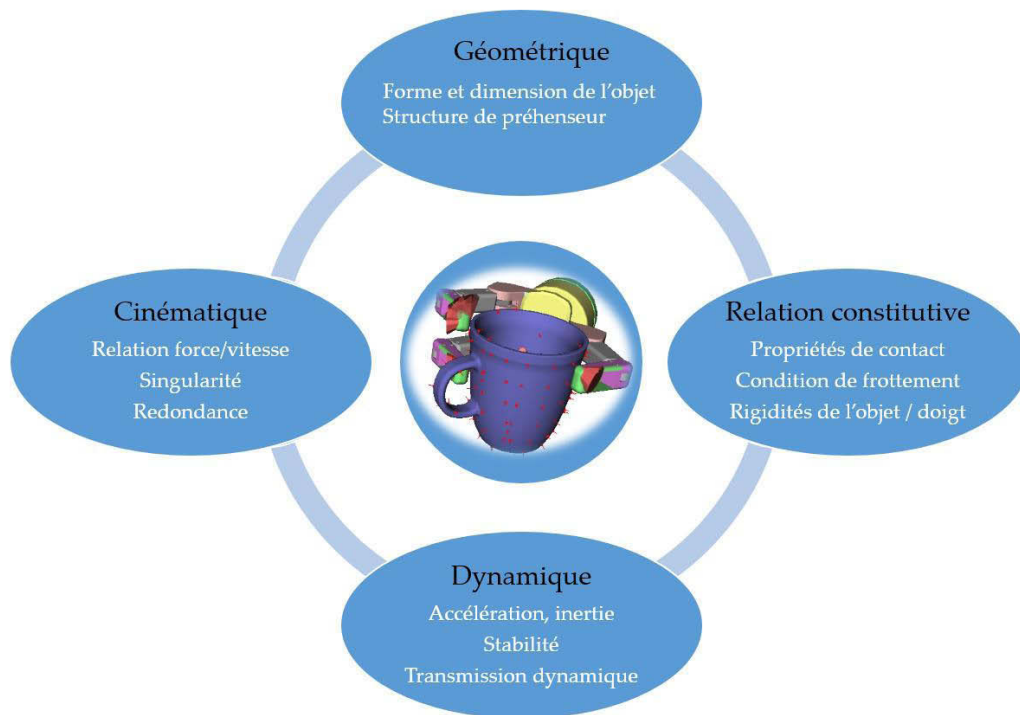 Géométrique
Forme et dimension de l'objet
Structure de préhenseur
Cinématique
Relation force/vitesse
Singularité
Redondance
Relation constitutive
Propriétés de contact
Condition de frottement
Rigidités de l'objet / doigt
Dynamique
Accélération, inertie
Stabilité
Transmission dynamique